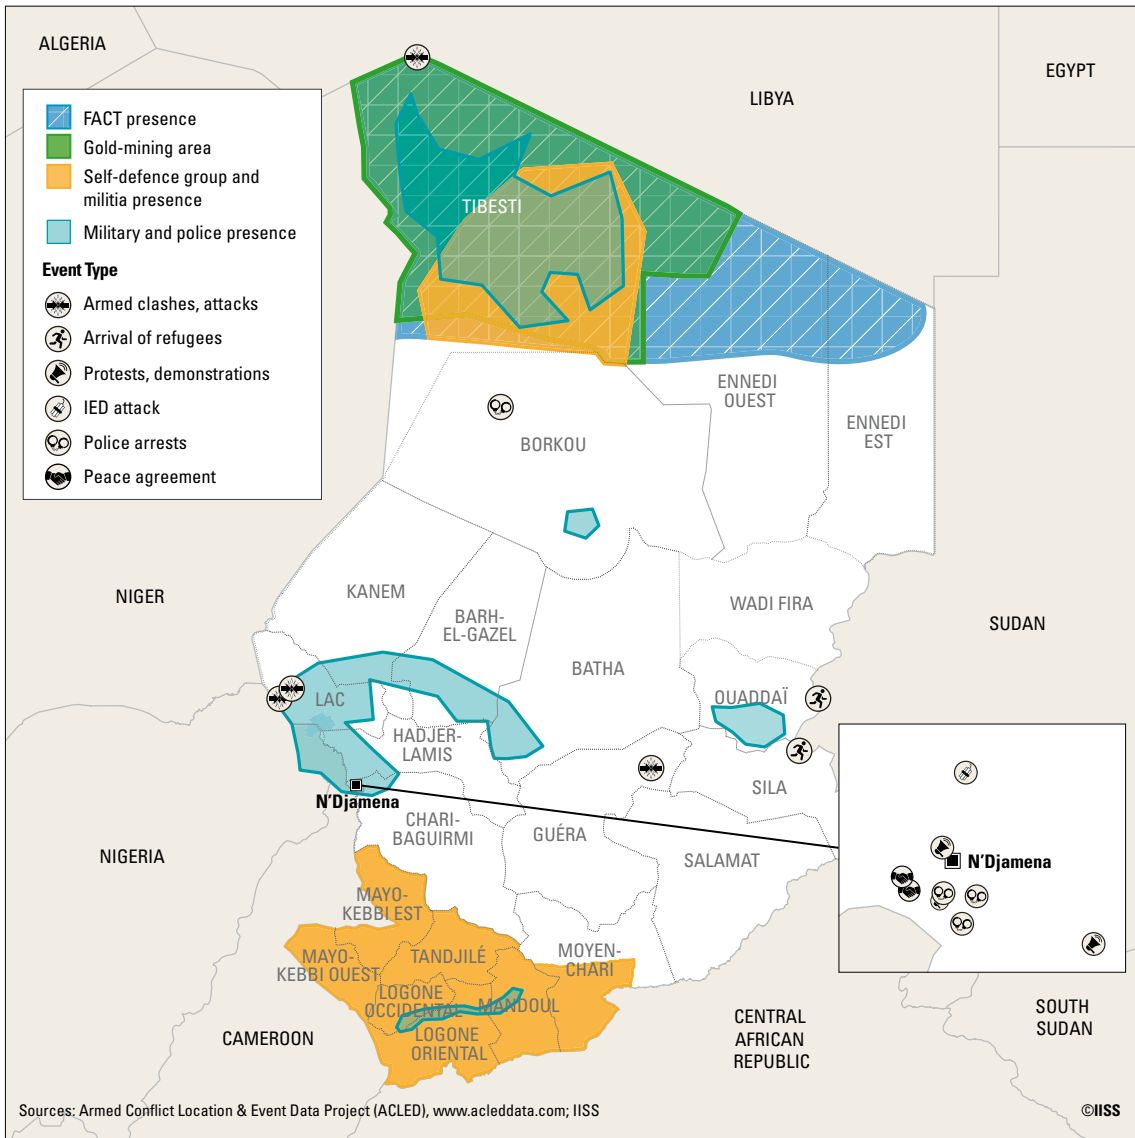 ALGERIA
EGYPT
LIBYA
FACT presence
Gold-mining area
Self-defence group and
militia presence
Military and police presence
Event Type
Armed clashes, attacks
Arrival of refugees
Protests, demonstrations
IED attack
Police arrests
Peace agreement
TIBESTI
ENNEDI
OUEST
ENNEDI
EST
BORKOU
NIGER
KANEM
BARH-
EL-GAZEL
WADI FIRA
SUDAN
BATHA
LAC
OUADDAÏ
HADJER-
LAMIS
SILA
N'Djamena
CHARI-
BAGUIRMI
GUÉRA
SALAMAT
NIGERIA
N'Djamena
MAYO-
KEBBI EST
MAYO-
KEBBI OUEST
TANDJILÉ
MOYEN-
CHARI
LOGONE
OCCIDENTAL
MANDOUL
LOGONE
ORIENTAL
CAMEROON
CENTRAL
AFRICAN
REPUBLIC
SOUTH
SUDAN
Sources: Armed Conflict Location & Event Data Project (ACLED), www.acleddata.com; IISS
©IISS